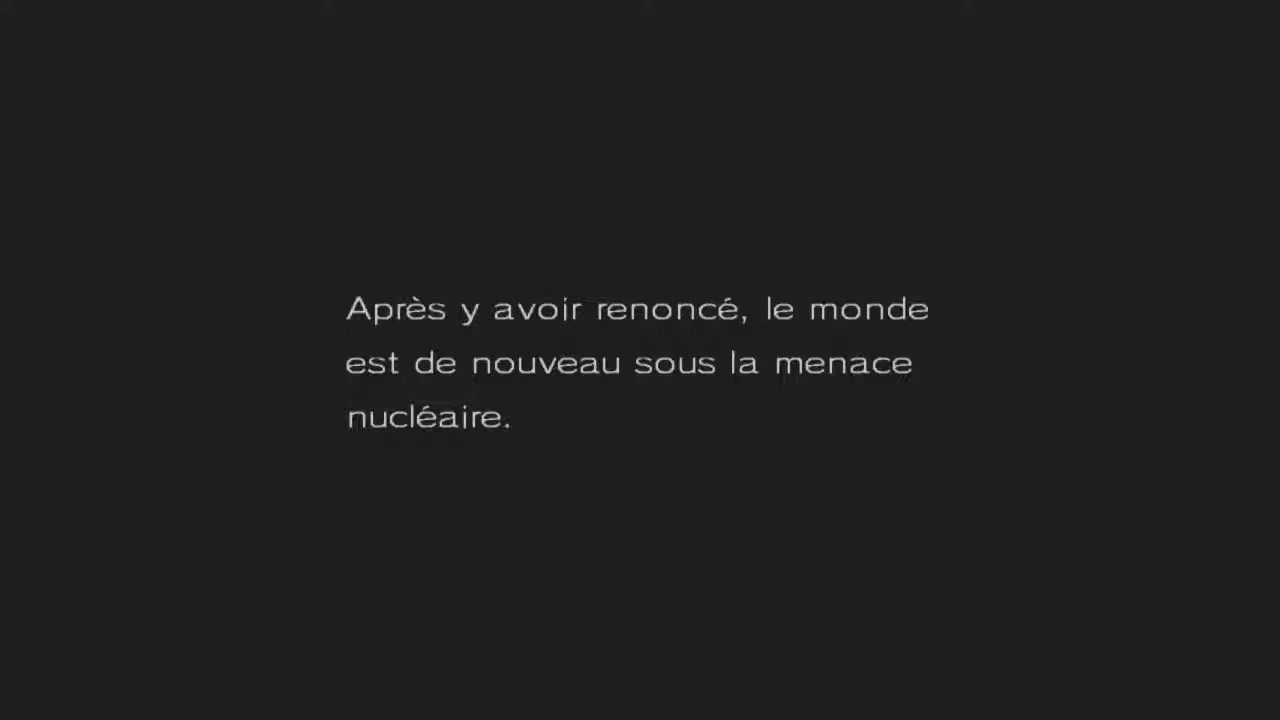 Après y avoir renoncé, le monde
est de nouveau sous la menace
nucléaire.